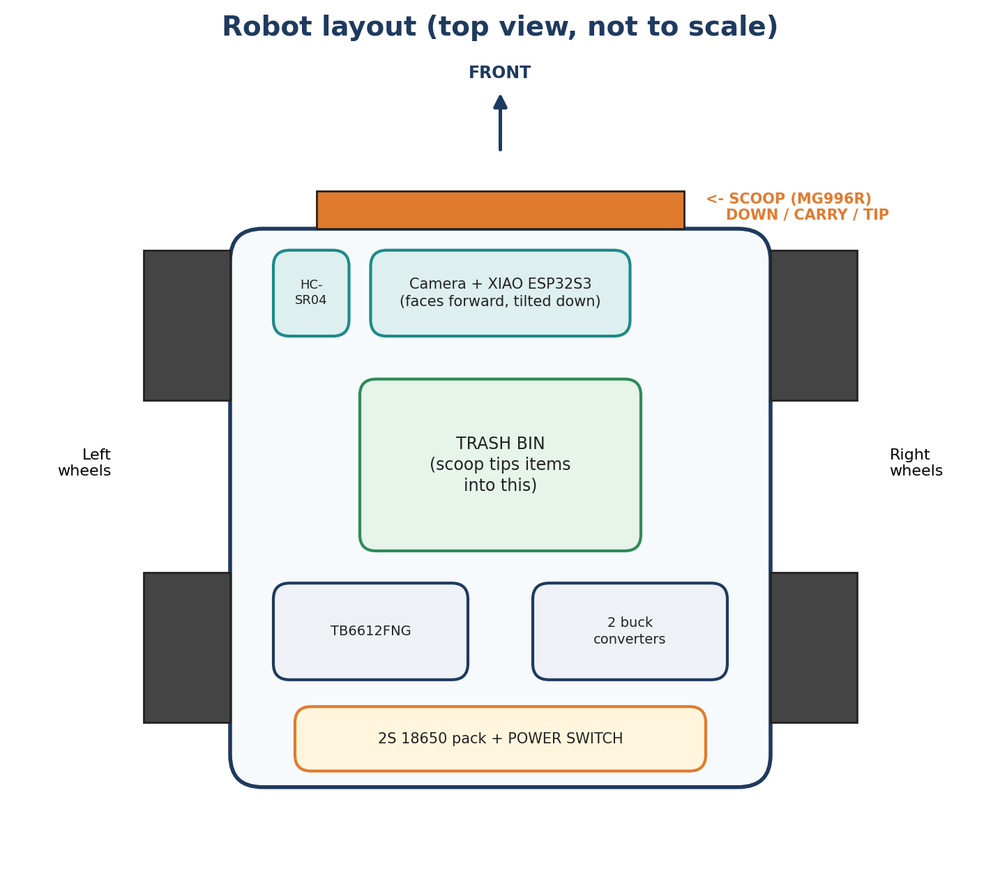 Robot layout (top view, not to scale)
FRONT
<- SCOOP (MG996R)
DOWN / CARRY / TIP
HC-
SR04
Camera + XIAO ESP32S3
(faces forward, tilted down)
TRASH BIN
(scoop tips items
into this)
Left
wheels
Right
wheels
TB6612FNG
2 buck
converters
2S 18650 pack + POWER SWITCH